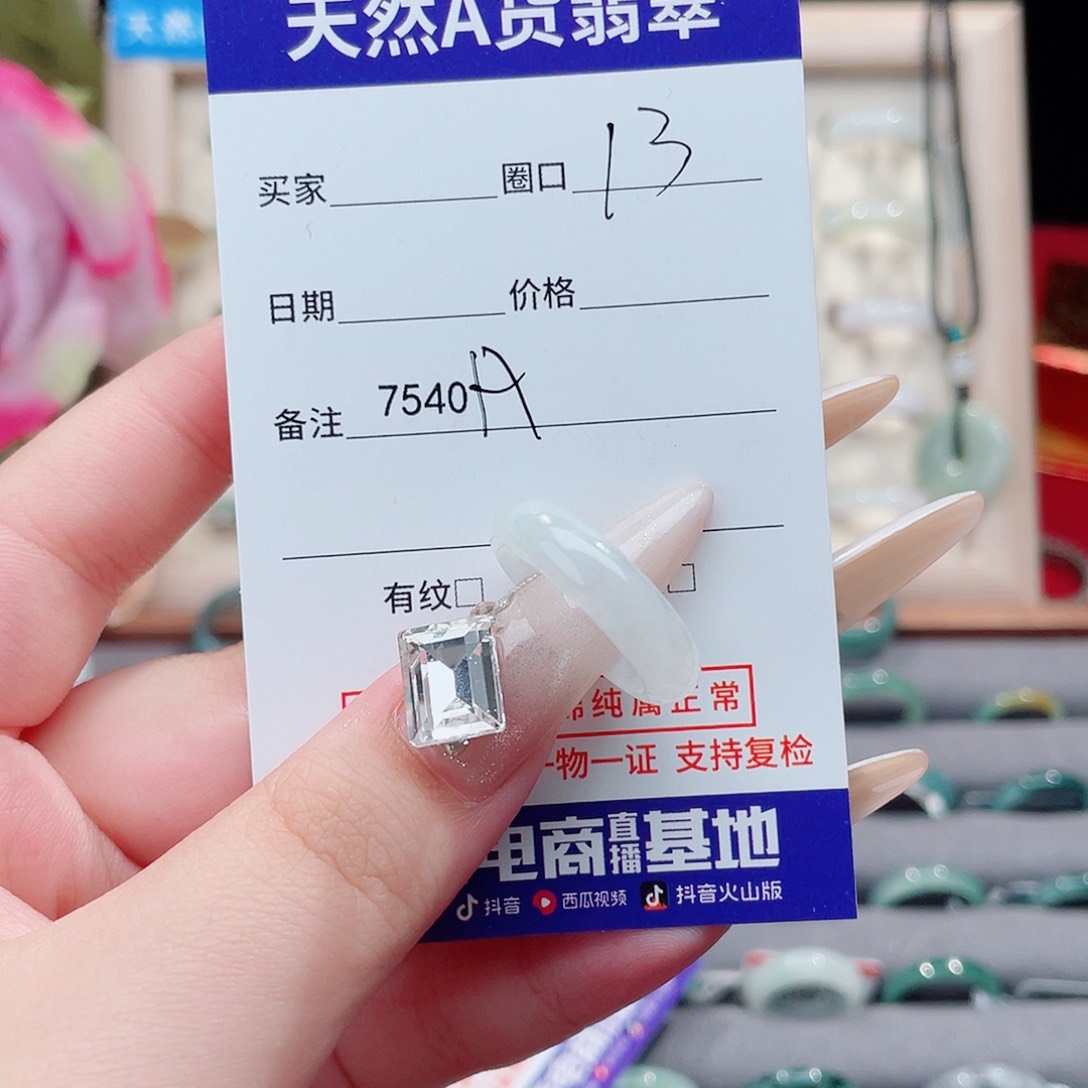 天然A货翡翠
买家 圈口 13
日期 价格
备注 7540A
有纹
纯属正常
一物一证 支持复检
电商直播基地
抖音 西瓜视频 抖音火山版